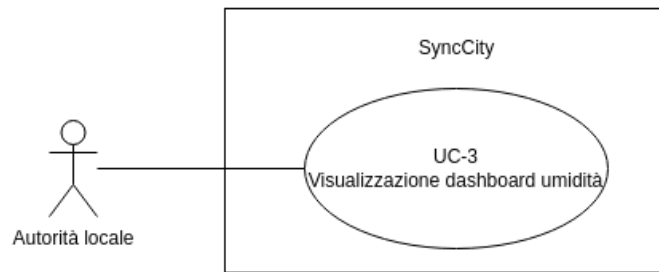 SyncCity
UC-3
Visualizzazione dashboard umidità
Autorità locale